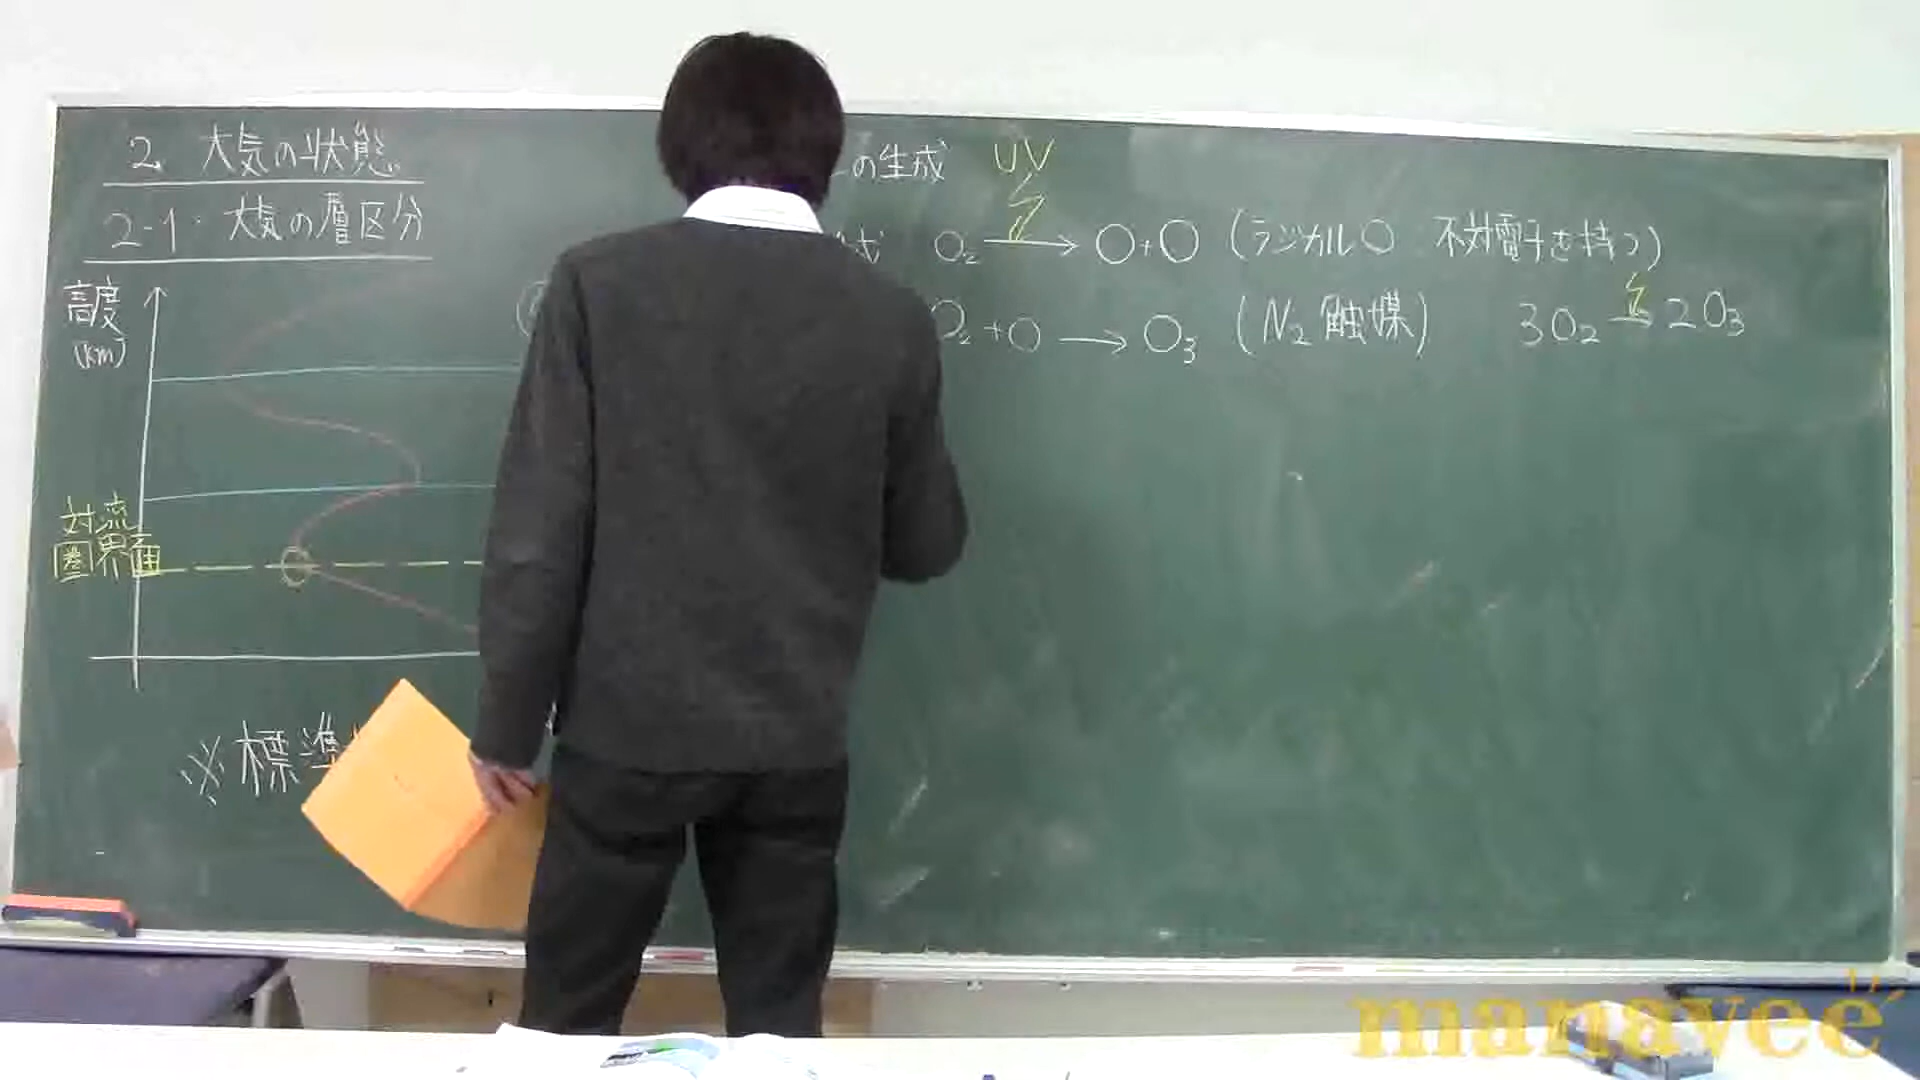 2. 大気の状態
2-1. 大気の層区分
高度
(km)
対流
圏界面
※ 標準
の生成
UV
成 O₂ → O+O (ラジカルO 不対電子を持つ)
O₂+O → O₃ (N₂ 触媒) 3O₂ → 2O₃
manavee